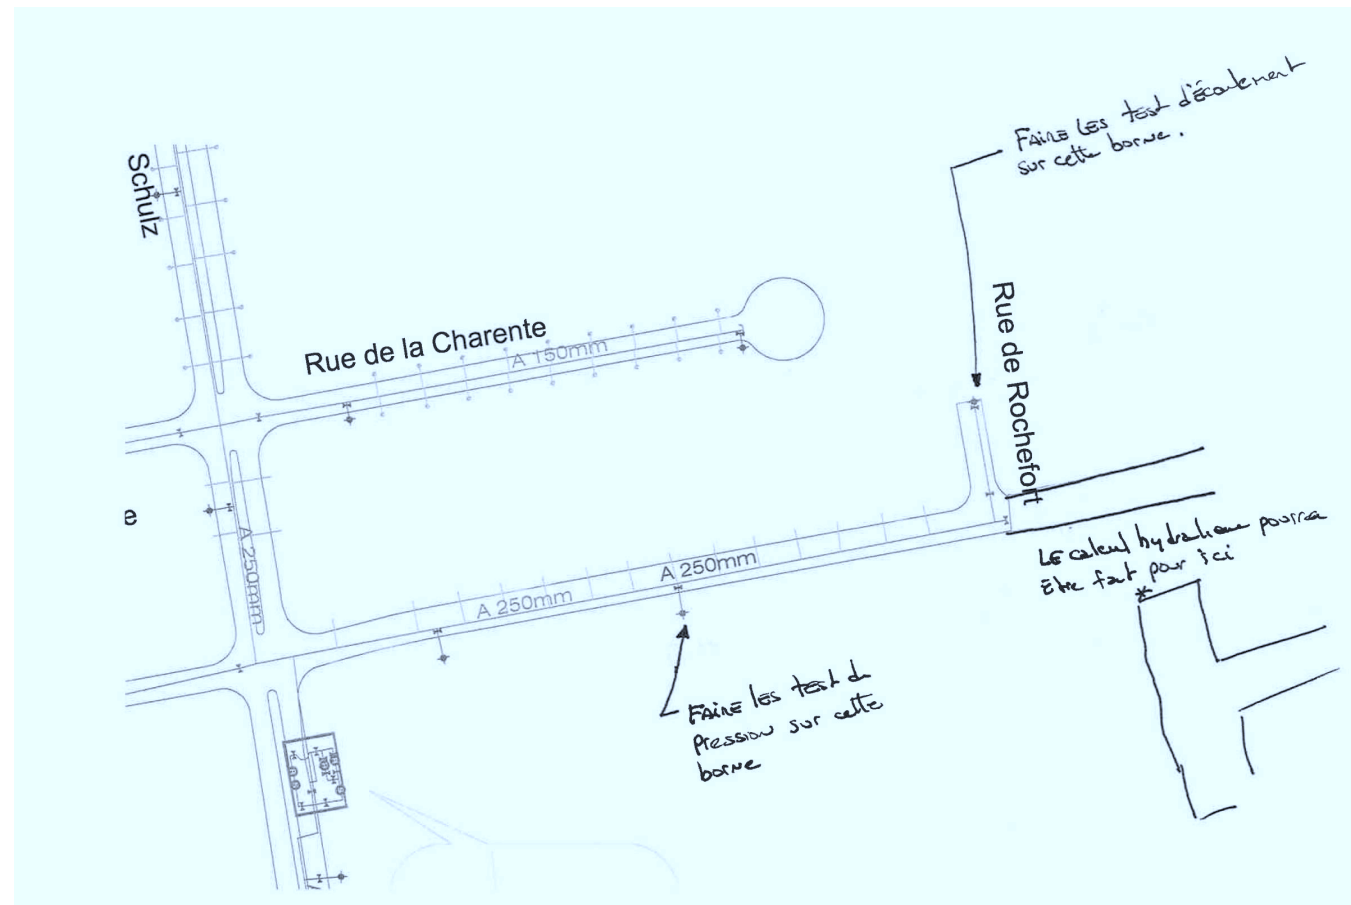 FAIRE LES test d'Écoulement
sur cette borne.
Schulz
Rue de la Charente
A 150mm
Rue de Rochefort
e
A 250mm
A 250mm
A 250mm
LE calcul hydraulique pourra
Être fait pour ici
*
FAIRE les test de
pression sur cette
borne